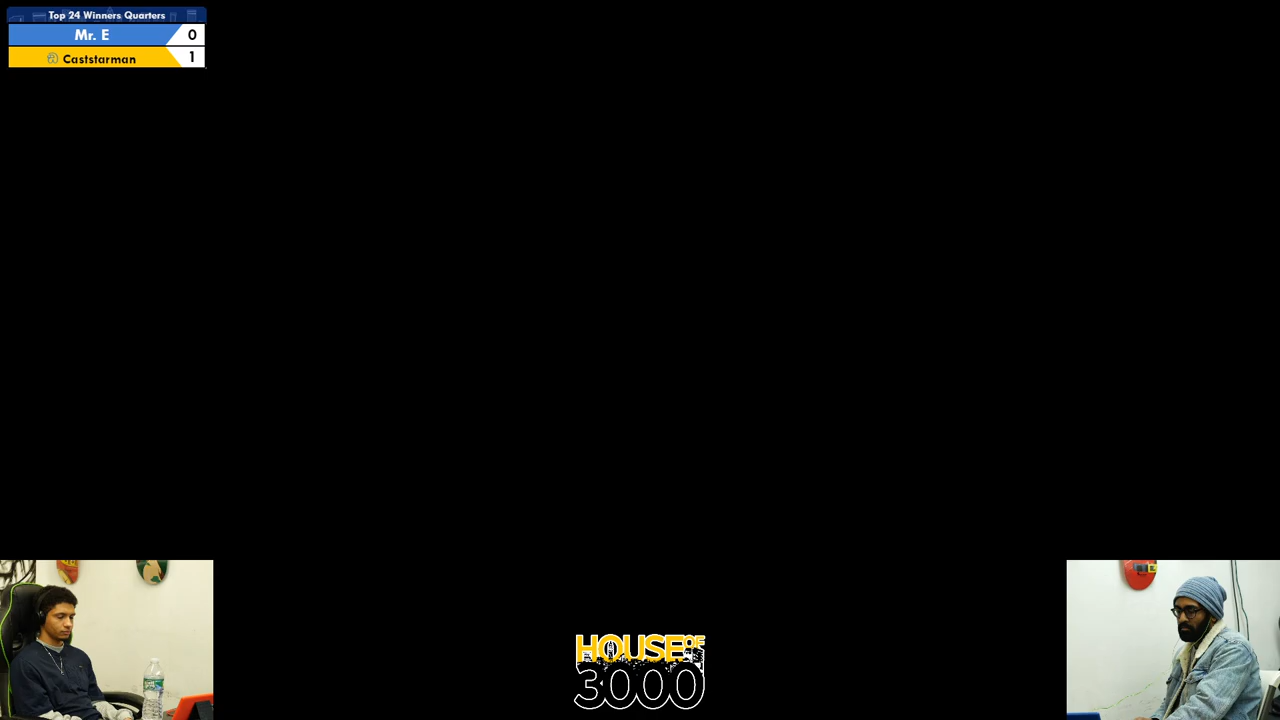 Top 24 Winners Quarters
Mr. E 0
Caststarman 1
HOUSE OF
3000